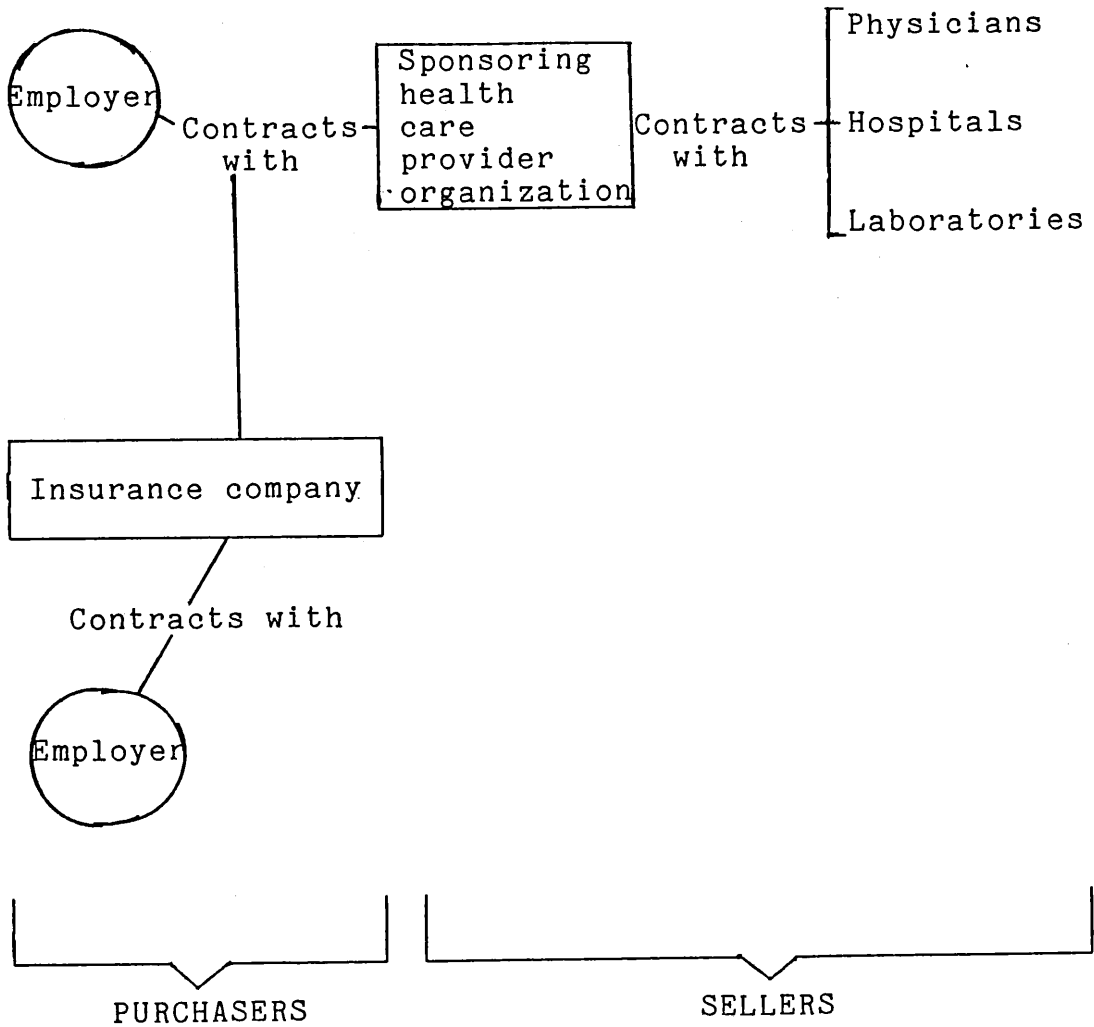 Employer
Contracts
with
Sponsoring
health
care
provider
organization
Contracts
with
Physicians
Hospitals
Laboratories
Insurance company
Contracts with
Employer
PURCHASERS
SELLERS